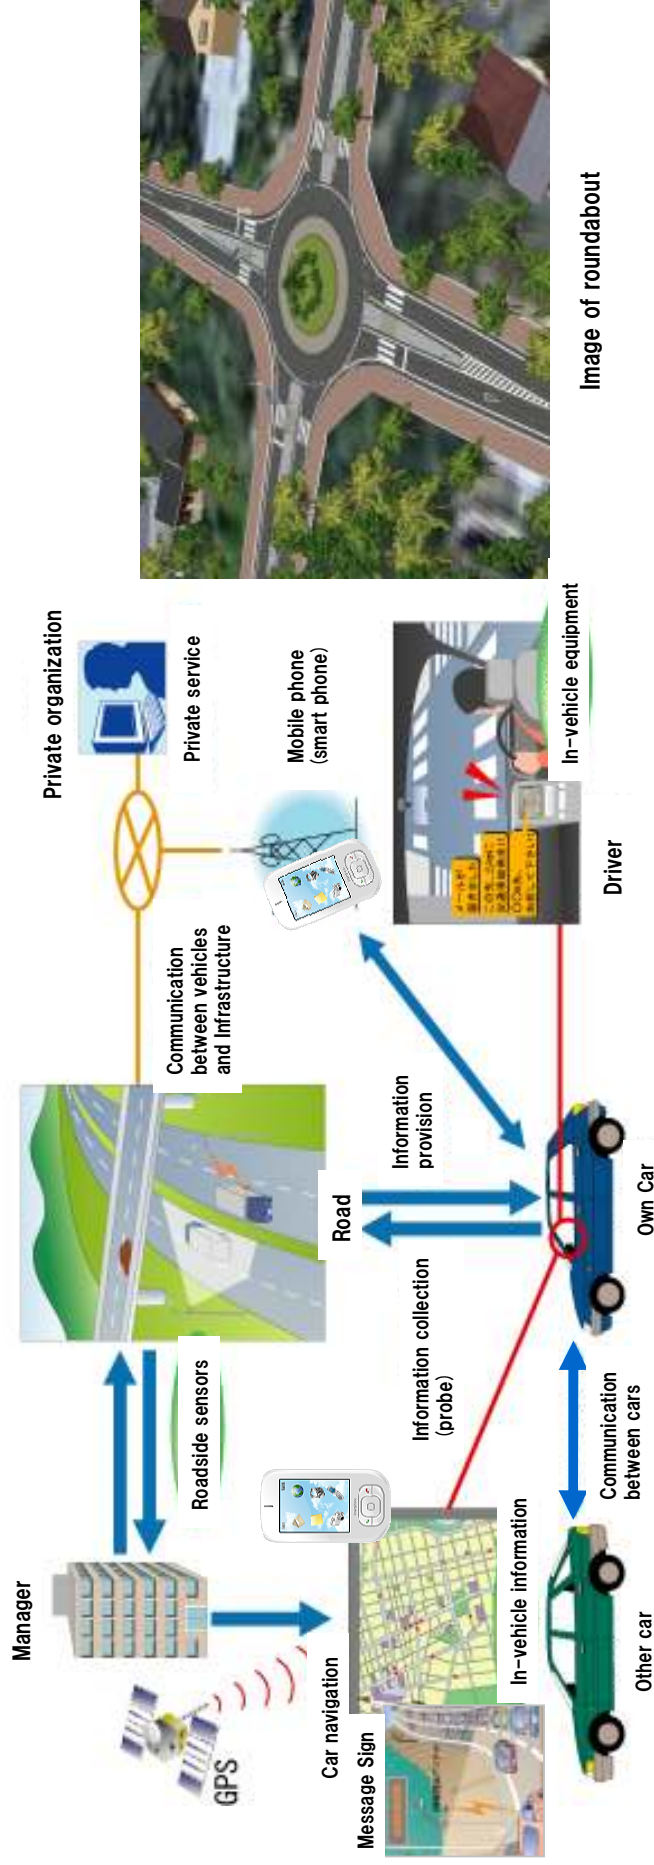 Manager
GPS
Roadside sensors
Communication
between vehicles
and Infrastructure
Private organization
Private service
Mobile phone
(smart phone)
Road
Information
provision
Information collection
(probe)
Car navigation
Message Sign
In-vehicle information
In-vehicle equipment
Driver
Communication
between cars
Other car
Own Car
Image of roundabout